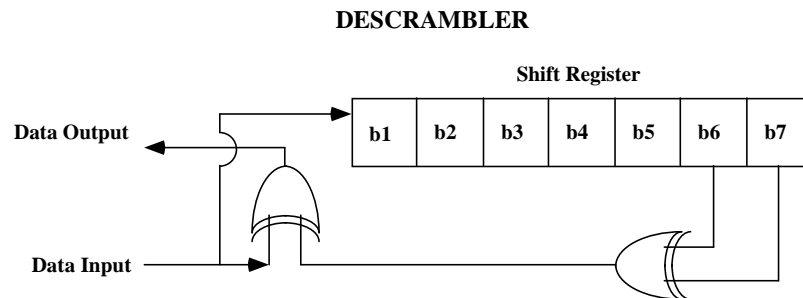 DESCRAMBLER
Shift Register
Data Output
b1 b2 b3 b4 b5 b6 b7
Data Input